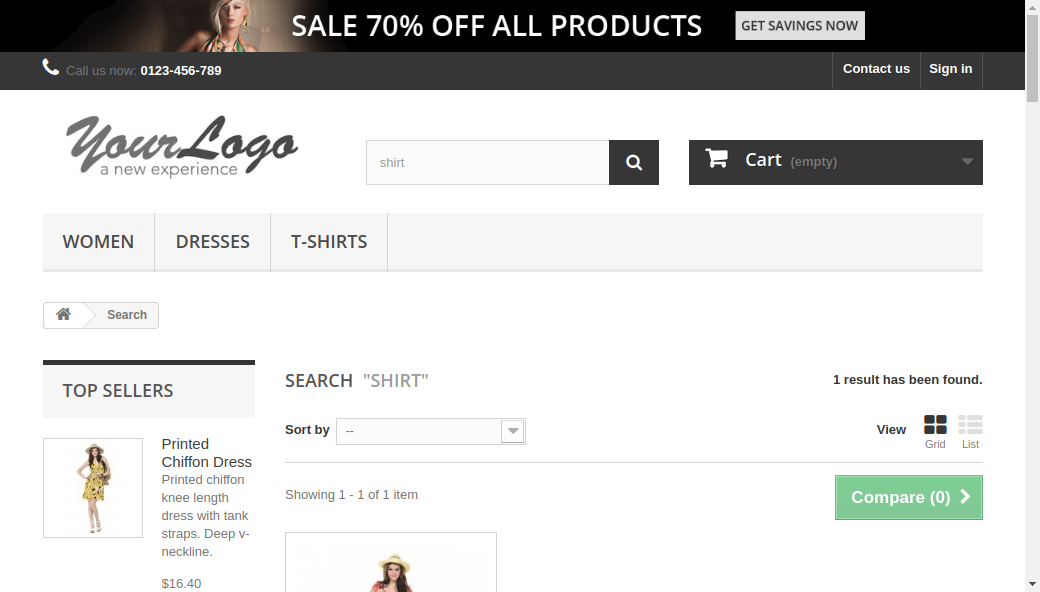 SALE 70% OFF ALL PRODUCTS GET SAVINGS NOW
Call us now: 0123-456-789 Contact us Sign in
YourLogo
a new experience
shirt
Cart (empty)
WOMEN DRESSES T-SHIRTS
Search
TOP SELLERS
Printed
Chiffon Dress
Printed chiffon
knee length
dress with tank
straps. Deep v-
neckline.
$16.40
SEARCH "SHIRT" 1 result has been found.
Sort by -- View Grid List
Showing 1 - 1 of 1 item Compare (0)